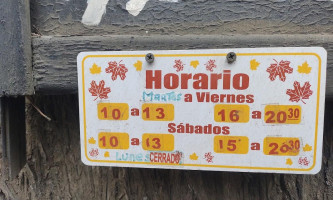 Horario
Martes a Viernes
10 a 13 16 a 20 30
Sábados
10 a 13 15 a 20 30
Lunes CERRADO